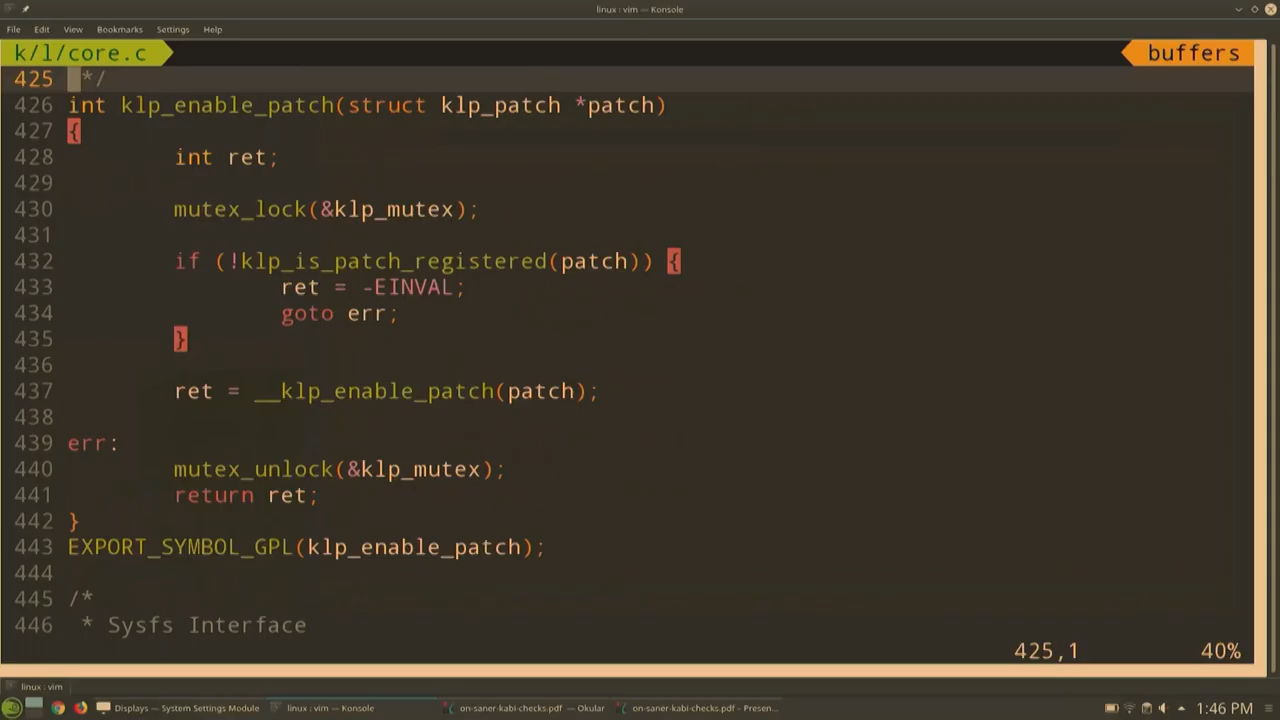 linux : vim — Konsole
File Edit View Bookmarks Settings Help
k/l/core.c buffers
425  */
426 int klp_enable_patch(struct klp_patch *patch)
427 {
428         int ret;
429
430         mutex_lock(&klp_mutex);
431
432         if (!klp_is_patch_registered(patch)) {
433                 ret = -EINVAL;
434                 goto err;
435         }
436
437         ret = __klp_enable_patch(patch);
438
439 err:
440         mutex_unlock(&klp_mutex);
441         return ret;
442 }
443 EXPORT_SYMBOL_GPL(klp_enable_patch);
444
445 /*
446  * Sysfs Interface
425,1 40%
linux : vim
Displays — System Settings Module linux : vim — Konsole on-saner-kabi-checks.pdf — Okular on-saner-kabi-checks.pdf – Presen... 1:46 PM